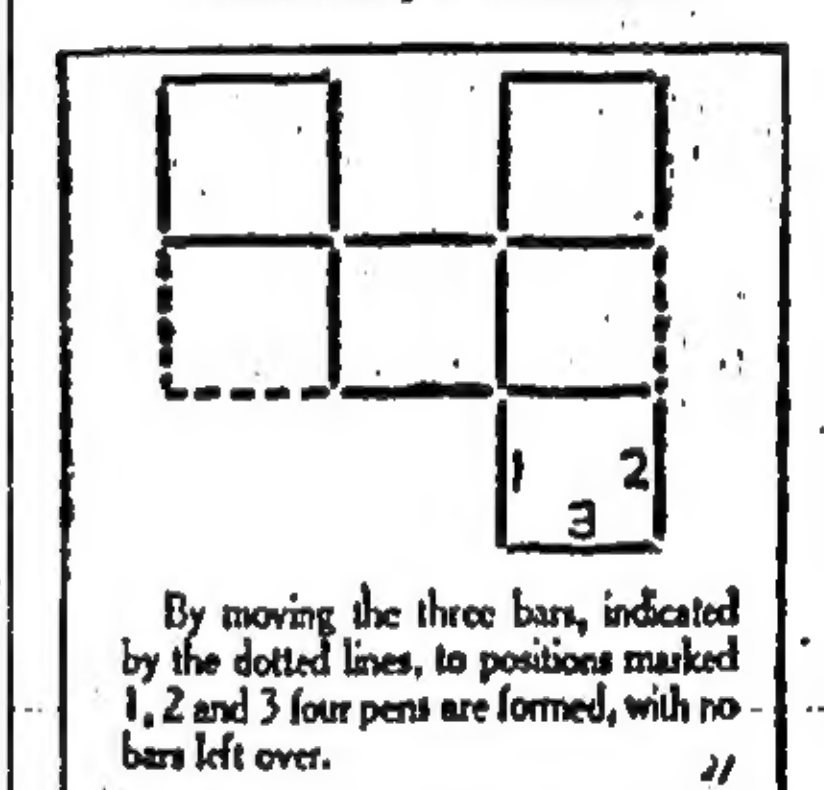 1 2
3
By moving the three bars, indicated
by the dotted lines, to positions marked
1, 2 and 3 four pens are formed, with no
bars left over.
21